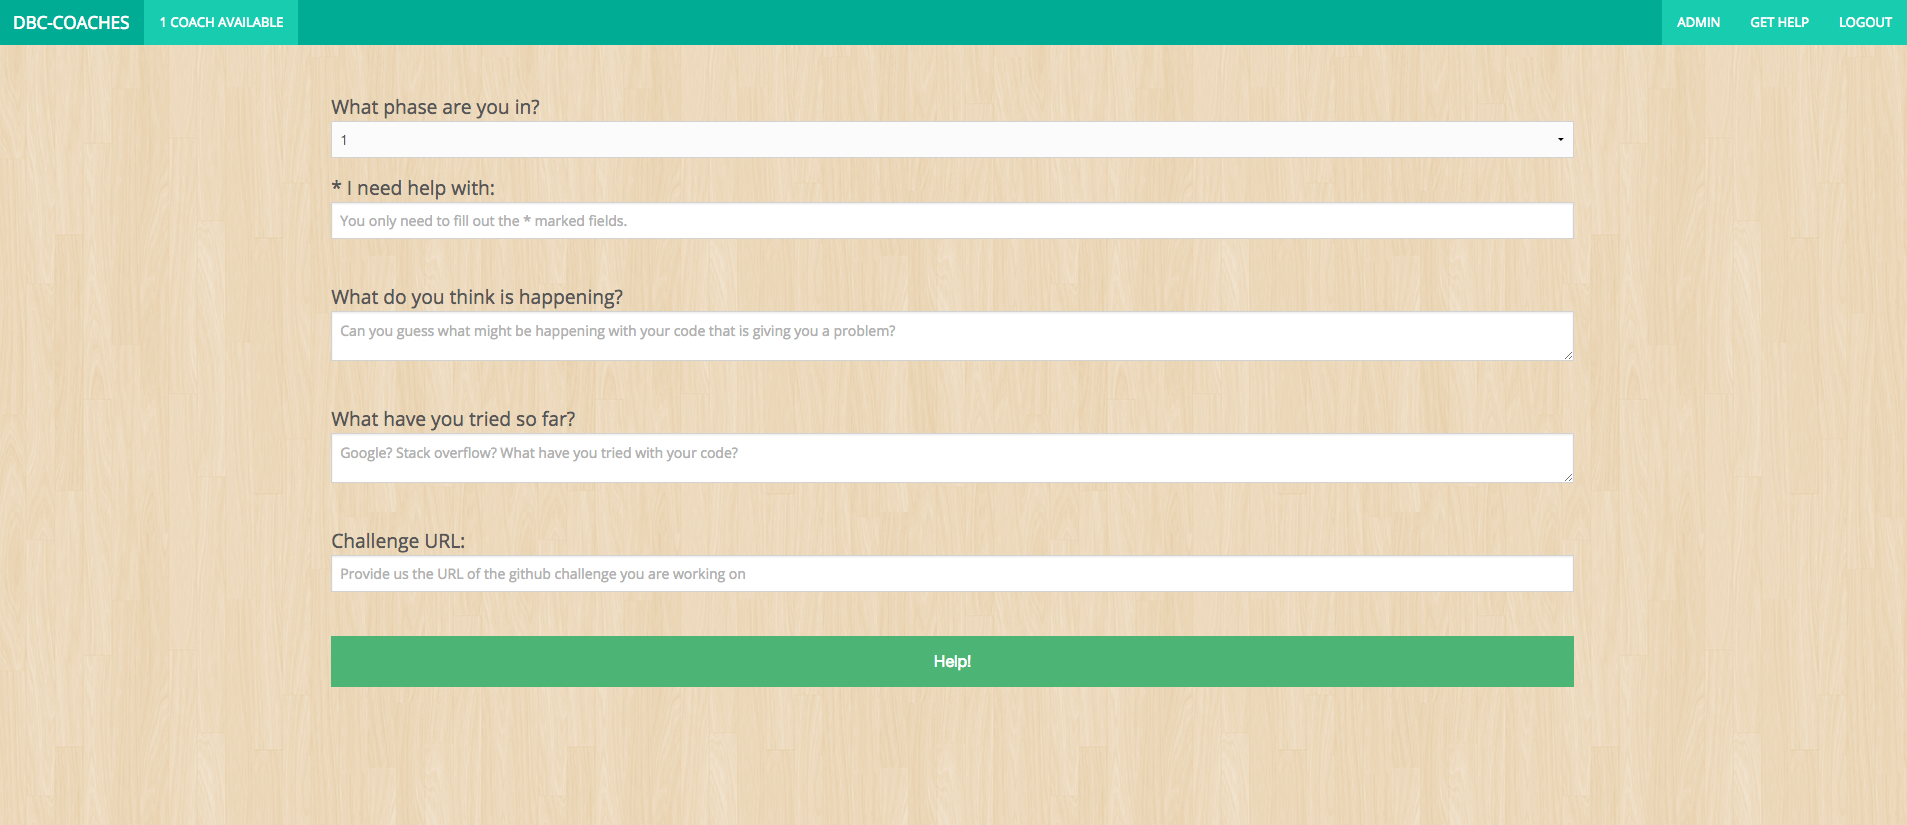 DBC-COACHES
1 COACH AVAILABLE
ADMIN
GET HELP
LOGOUT
What phase are you in?
1
* I need help with:
You only need to fill out the * marked fields.
What do you think is happening?
Can you guess what might be happening with your code that is giving you a problem?
What have you tried so far?
Google? Stack overflow? What have you tried with your code?
Challenge URL:
Provide us the URL of the github challenge you are working on
Help!